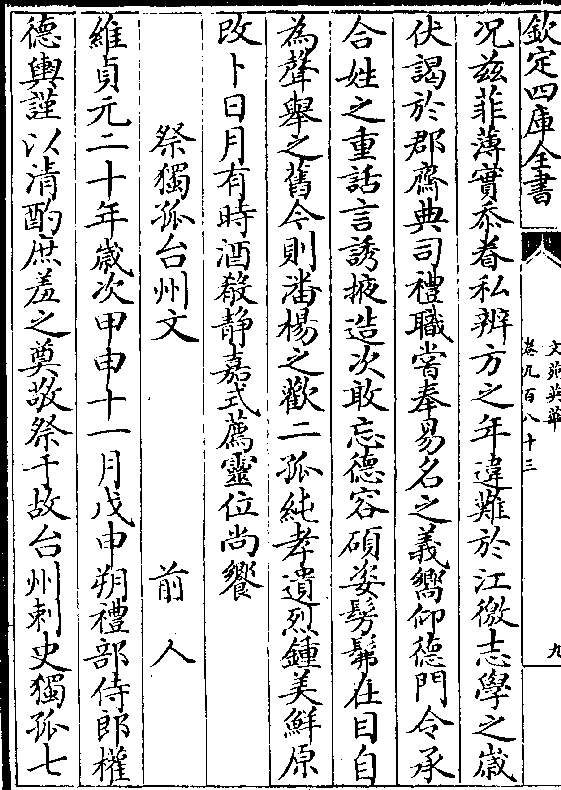 欽定四庫全書
文苑英華
卷九百八十三
九
况兹菲薄實忝眷私辨方之年違難於江徼志學之歲
伏謁於郡齋典司禮職嘗奉易名之義嚮仰德門令承
合姓之重話言誘掖造次敢忘德容碩姿髣髴在目自
為聲舉之舊今則潘楊之歡二孤純孝遺烈鍾美鮮原
改卜日月有時酒殽静嘉式薦靈位尚饗
祭獨孤台州文 前人
維貞元二十年歲次甲申十一月戊申朔禮部侍郎權
德輿謹以清酌庶羞之奠敬祭于故台州刺史獨孤七